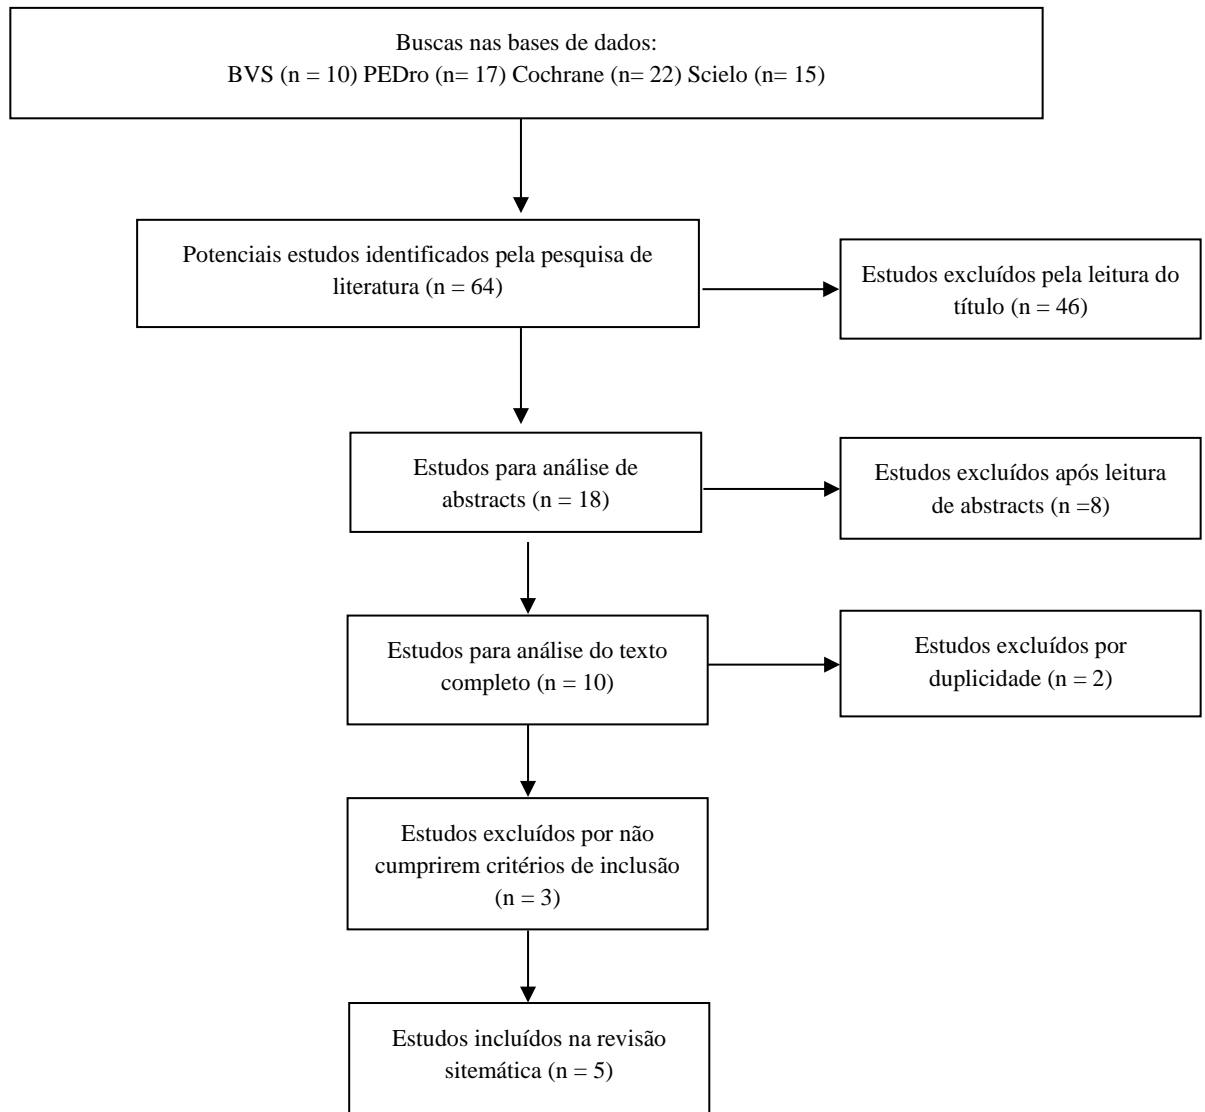 Buscas nas bases de dados:
BVS (n = 10) PEDro (n= 17) Cochrane (n= 22) Scielo (n= 15)
Potenciais estudos identificados pela pesquisa de
literatura (n = 64)
Estudos excluídos pela leitura do
título (n = 46)
Estudos para análise de
abstracts (n = 18)
Estudos excluídos após leitura
de abstracts (n =8)
Estudos para análise do texto
completo (n = 10)
Estudos excluídos por
duplicidade (n = 2)
Estudos excluídos por não
cumprirem critérios de inclusão
(n = 3)
Estudos incluídos na revisão
sitemática (n = 5)